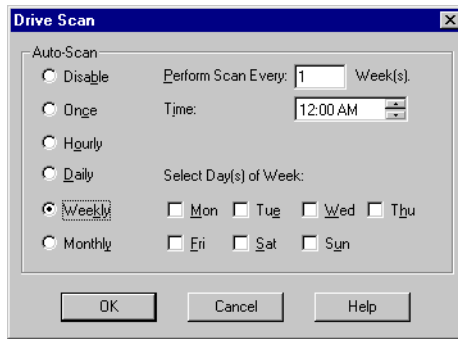 Drive Scan
Auto-Scan
Disable Perform Scan Every: 1 Week(s).
Once Time: 12:00 AM
Hourly
Daily Select Day(s) of Week:
Weekly Mon Tue Wed Thu
Monthly Fri Sat Sun
OK Cancel Help